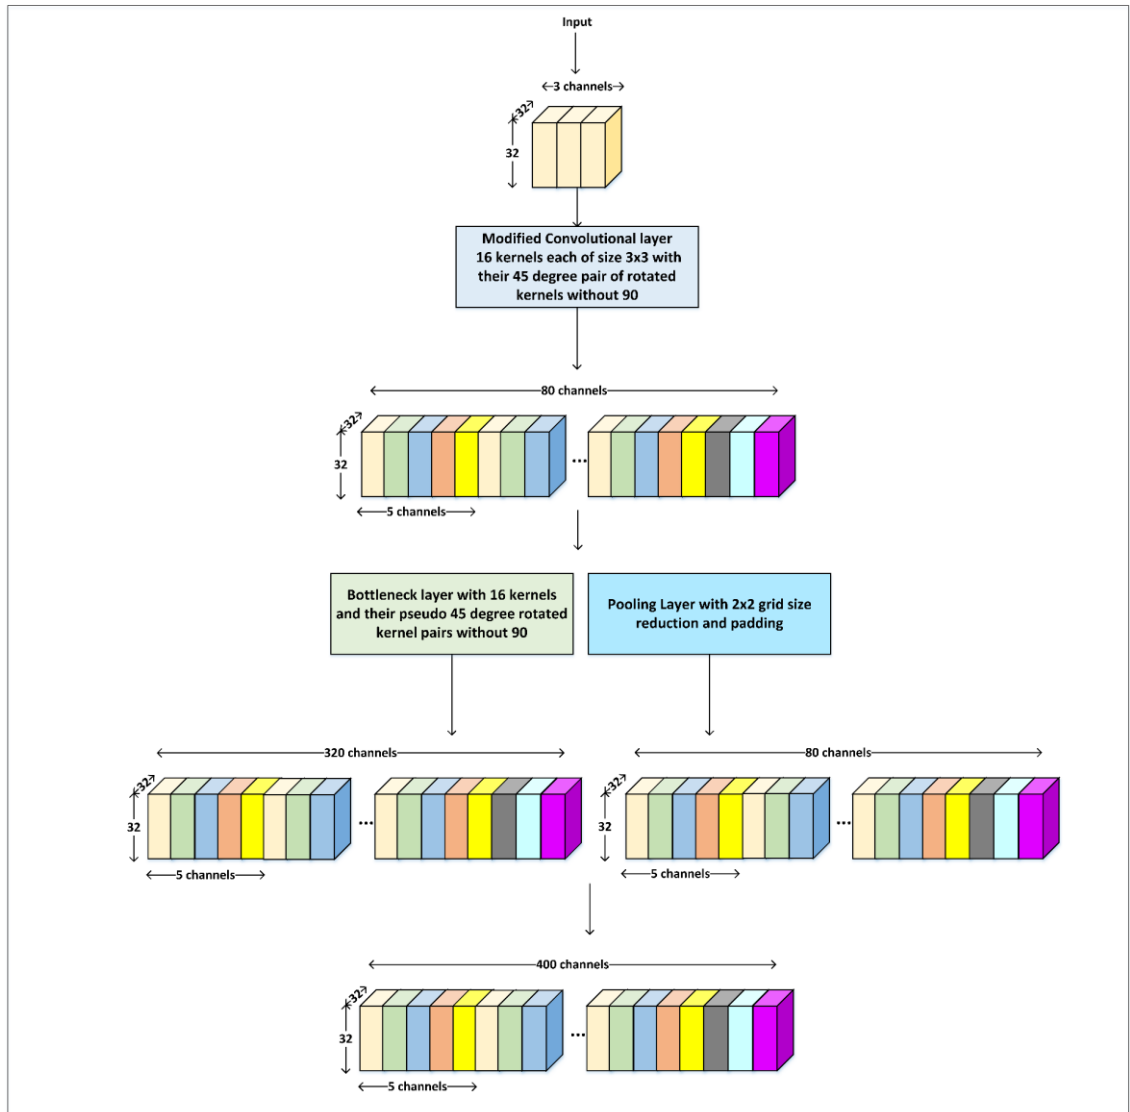 Input
3 channels
32
32
Modified Convolutional layer
16 kernels each of size 3x3 with
their 45 degree pair of rotated
kernels without 90
80 channels
32
32
...
5 channels
Bottleneck layer with 16 kernels
and their pseudo 45 degree rotated
kernel pairs without 90
Pooling Layer with 2x2 grid size
reduction and padding
320 channels
32
32
...
5 channels
80 channels
32
32
...
5 channels
400 channels
32
32
...
5 channels